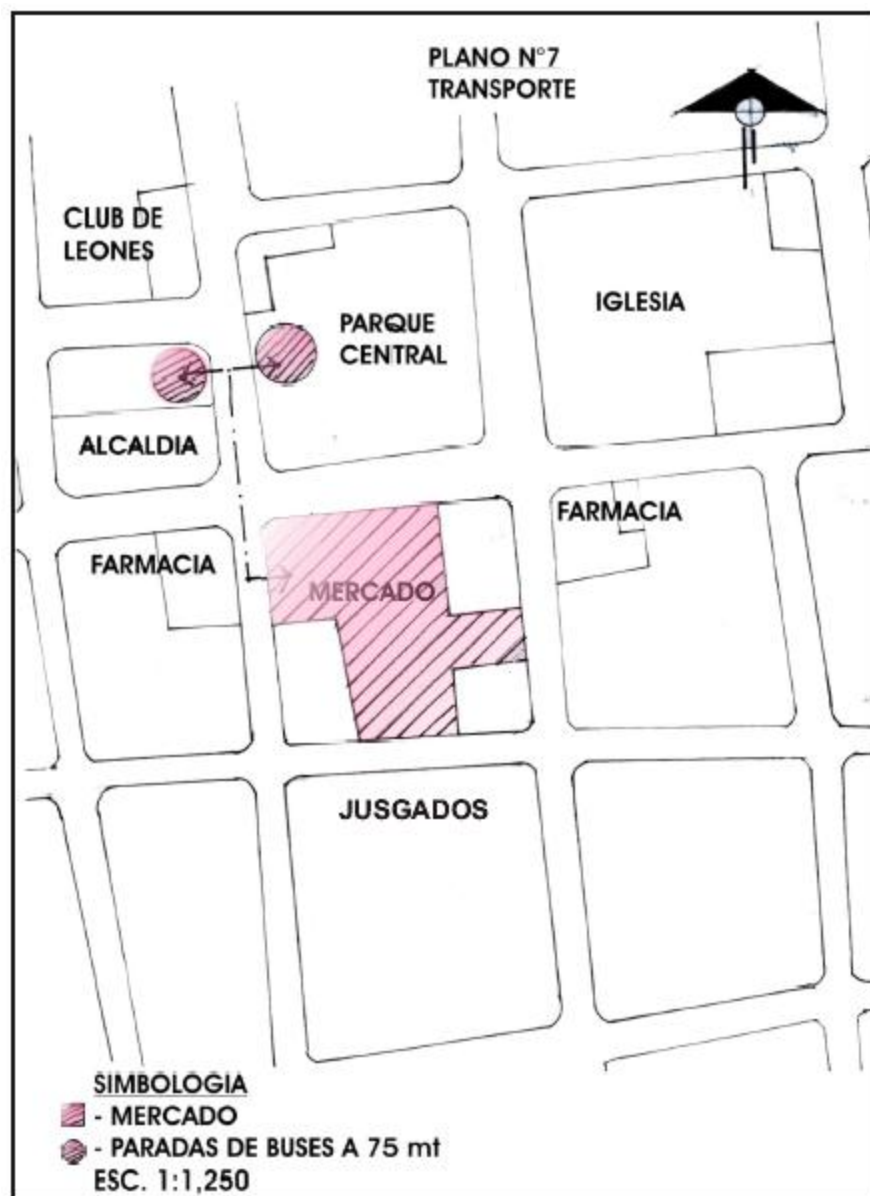 PLANO N°7
TRANSPORTE
CLUB DE
LEONES
IGLESIA
PARQUE
CENTRAL
ALCALDIA
FARMACIA
FARMACIA
MERCADO
JUSGADOS
SIMBOLOGIA
- MERCADO
- PARADAS DE BUSES A 75 mt
ESC. 1:1,250